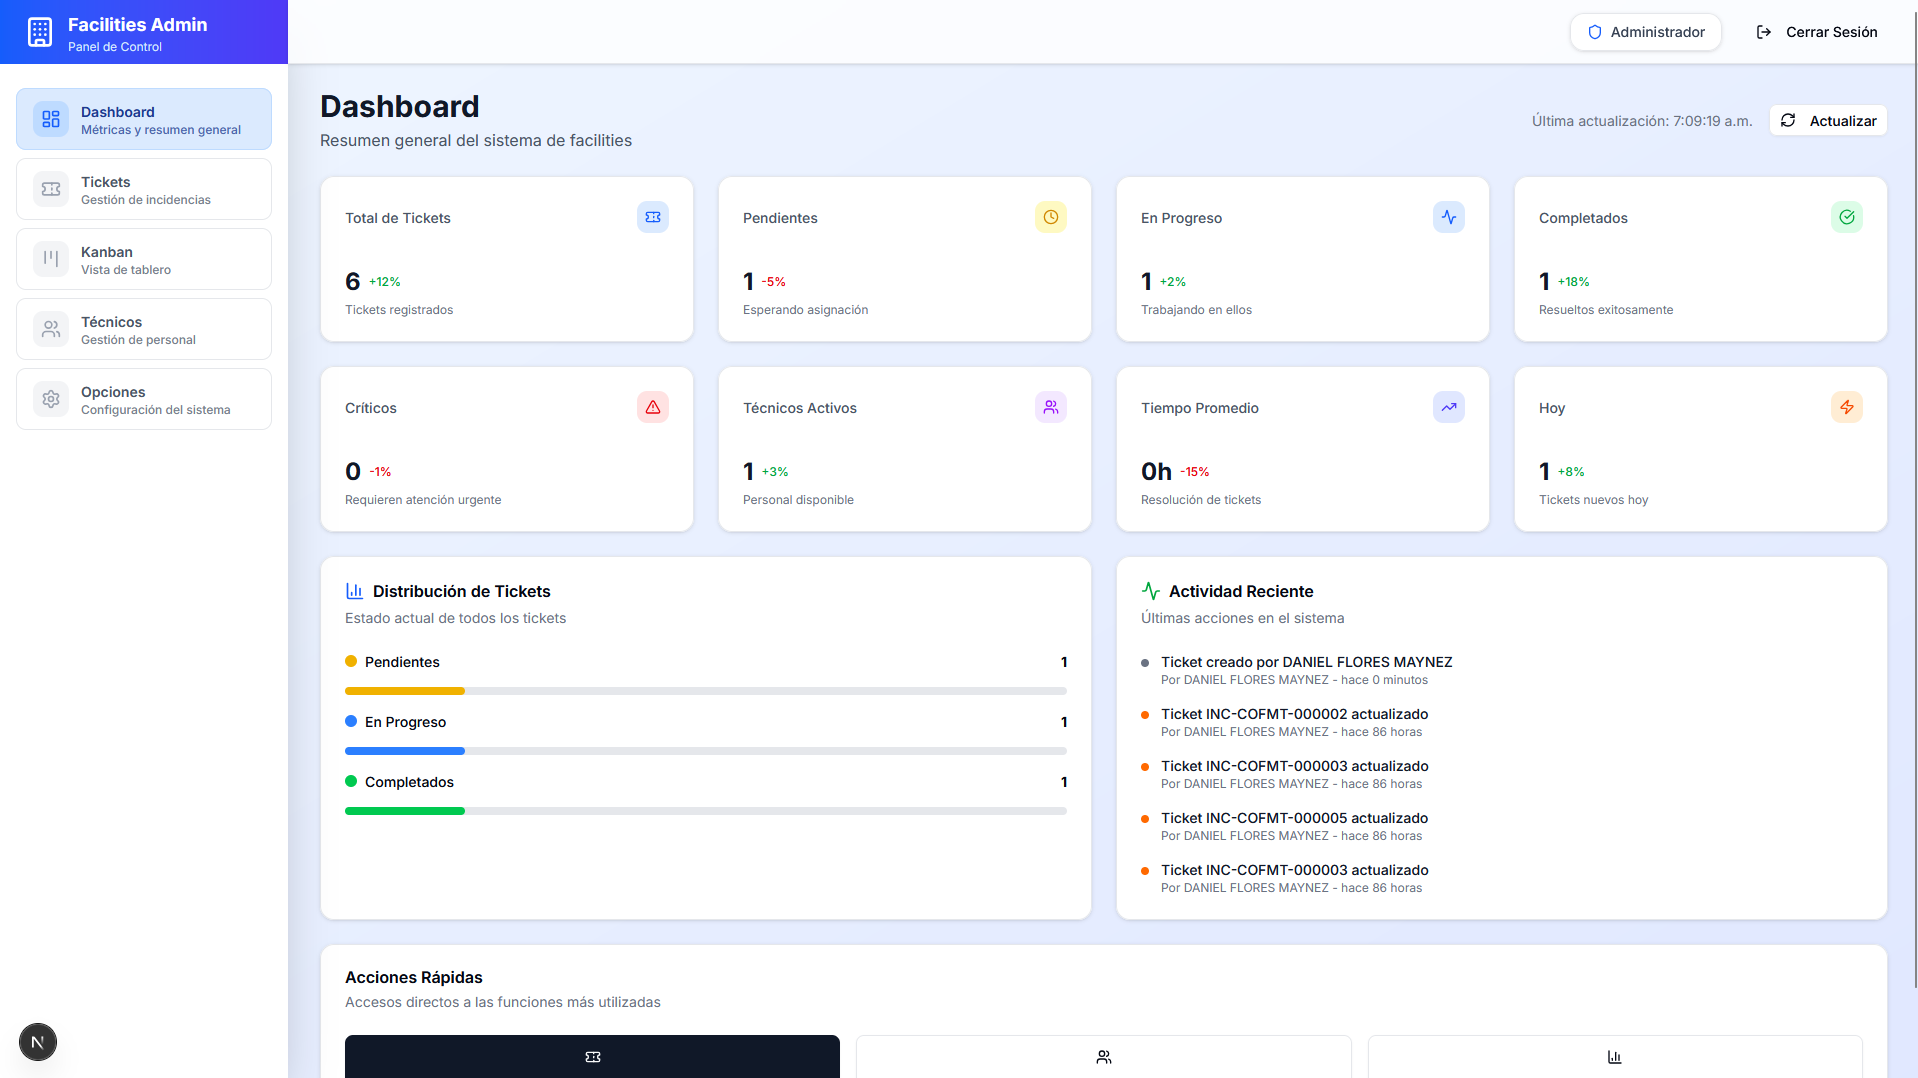 Facilities Admin
Panel de Control
Administrador
Cerrar Sesión
Dashboard
Métricas y resumen general
Tickets
Gestión de incidencias
Kanban
Vista de tablero
Técnicos
Gestión de personal
Opciones
Configuración del sistema
N
Dashboard
Resumen general del sistema de facilities
Última actualización: 7:09:19 a.m.
Actualizar
Total de Tickets
6 +12%
Tickets registrados
Pendientes
1 -5%
Esperando asignación
En Progreso
1 +2%
Trabajando en ellos
Completados
1 +18%
Resueltos exitosamente
Críticos
0 -1%
Requieren atención urgente
Técnicos Activos
1 +3%
Personal disponible
Tiempo Promedio
0h -15%
Resolución de tickets
Hoy
1 +8%
Tickets nuevos hoy
Distribución de Tickets
Estado actual de todos los tickets
Pendientes 1
En Progreso 1
Completados 1
Actividad Reciente
Últimas acciones en el sistema
Ticket creado por DANIEL FLORES MAYNEZ
Por DANIEL FLORES MAYNEZ - hace 0 minutos
Ticket INC-COFMT-000002 actualizado
Por DANIEL FLORES MAYNEZ - hace 86 horas
Ticket INC-COFMT-000003 actualizado
Por DANIEL FLORES MAYNEZ - hace 86 horas
Ticket INC-COFMT-000005 actualizado
Por DANIEL FLORES MAYNEZ - hace 86 horas
Ticket INC-COFMT-000003 actualizado
Por DANIEL FLORES MAYNEZ - hace 86 horas
Acciones Rápidas
Accesos directos a las funciones más utilizadas